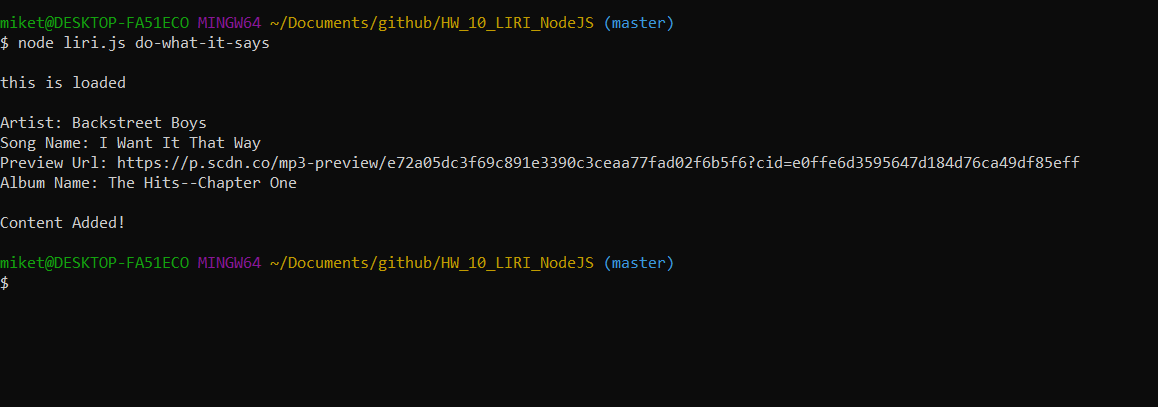 miket@DESKTOP-FA51ECO MINGW64 ~/Documents/github/HW_10_LIRI_NodeJS (master)
$ node liri.js do-what-it-says
this is loaded
Artist: Backstreet Boys
Song Name: I Want It That Way
Preview Url: https://p.scdn.co/mp3-preview/e72a05dc3f69c891e3390c3ceaa77fad02f6b5f6?cid=e0ffe6d3595647d184d76ca49df85eff
Album Name: The Hits--Chapter One
Content Added!
miket@DESKTOP-FA51ECO MINGW64 ~/Documents/github/HW_10_LIRI_NodeJS (master)
$